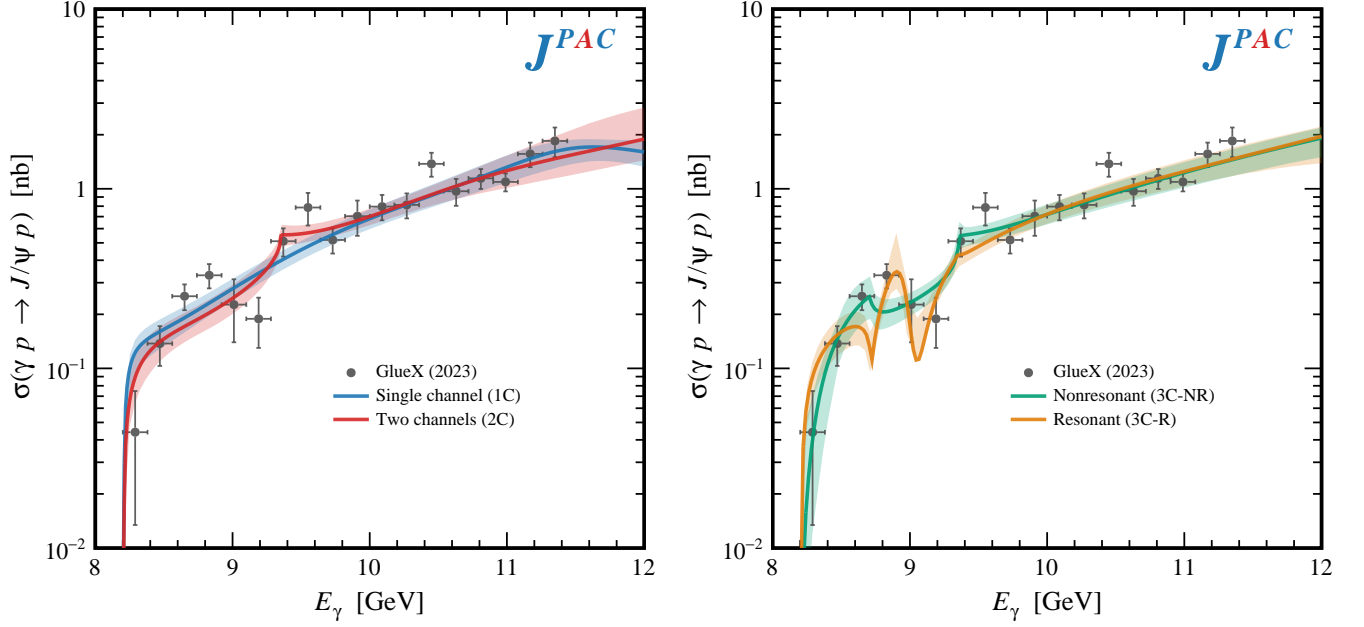 J^PAC
σ(γ p → J/ψ p) [nb]
10
1
10⁻¹
10⁻²
GlueX (2023)
Single channel (1C)
Two channels (2C)
8 9 10 11 12
E_γ [GeV]
J^PAC
σ(γ p → J/ψ p) [nb]
10
1
10⁻¹
10⁻²
GlueX (2023)
Nonresonant (3C-NR)
Resonant (3C-R)
8 9 10 11 12
E_γ [GeV]